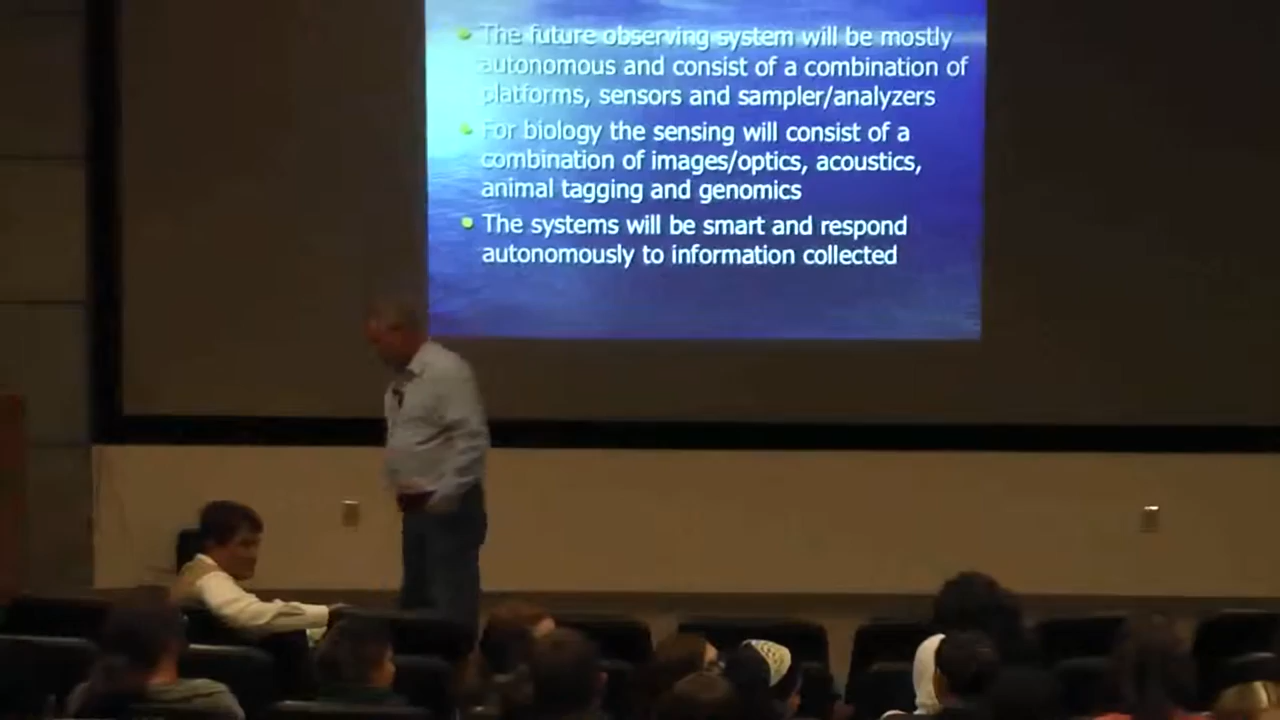 The future observing system will be mostly
autonomous and consist of a combination of
platforms, sensors and sampler/analyzers
For biology the sensing will consist of a
combination of images/optics, acoustics,
animal tagging and genomics
The systems will be smart and respond
autonomously to information collected